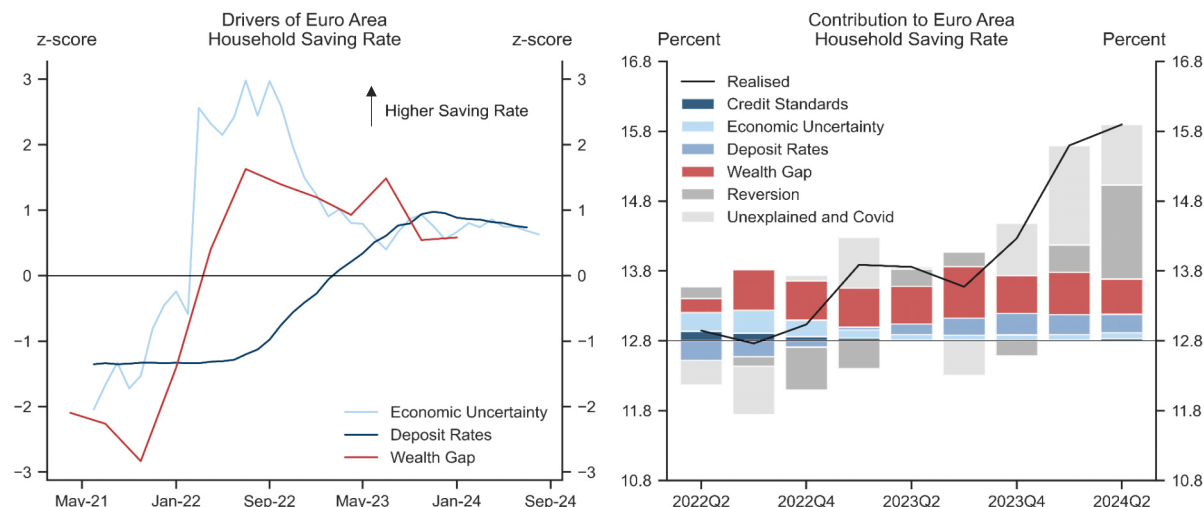 Drivers of Euro Area
Household Saving Rate
z-score
z-score
3
2
1
0
−1
−2
−3
3
2
1
0
−1
−2
−3
Higher Saving Rate
Economic Uncertainty
Deposit Rates
Wealth Gap
May-21
Jan-22
Sep-22
May-23
Jan-24
Sep-24
Contribution to Euro Area
Household Saving Rate
Percent
Percent
16.8
15.8
14.8
13.8
12.8
11.8
10.8
16.8
15.8
14.8
13.8
12.8
11.8
10.8
Realised
Credit Standards
Economic Uncertainty
Deposit Rates
Wealth Gap
Reversion
Unexplained and Covid
2022Q2
2022Q4
2023Q2
2023Q4
2024Q2